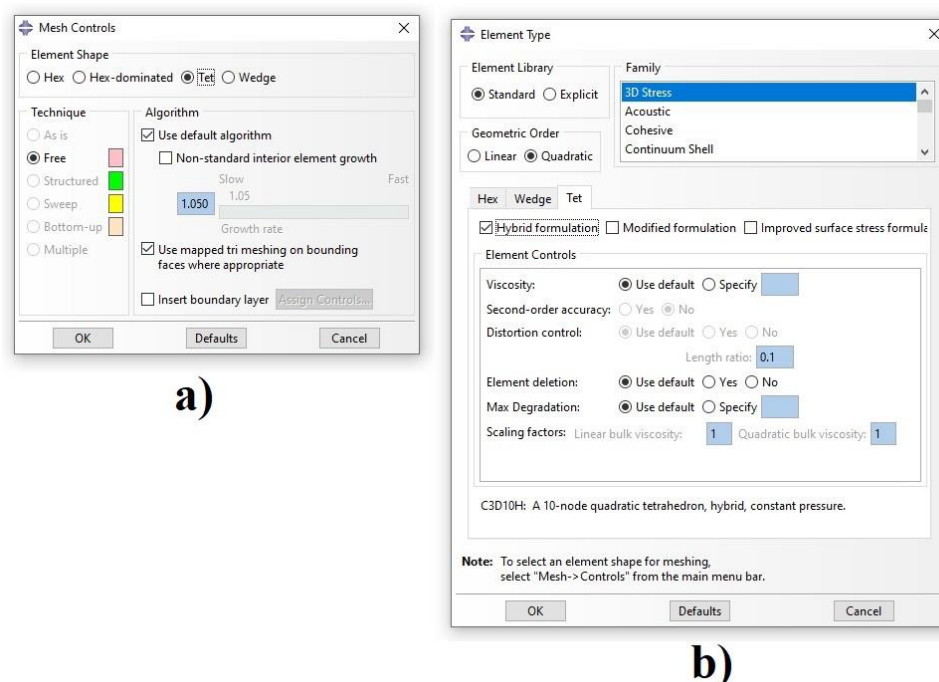 Mesh Controls
Element Shape
Hex Hex-dominated Tet Wedge
Technique
As is
Free
Structured
Sweep
Bottom-up
Multiple
Algorithm
Use default algorithm
Non-standard interior element growth
Slow Fast
1.050 1.05
Growth rate
Use mapped tri meshing on bounding
faces where appropriate
Insert boundary layer Assign Controls...
OK Defaults Cancel
a)
Element Type
Element Library
Standard Explicit
Geometric Order
Linear Quadratic
Family
3D Stress
Acoustic
Cohesive
Continuum Shell
Hex Wedge Tet
Hybrid formulation Modified formulation Improved surface stress formula
Element Controls
Viscosity: Use default Specify
Second-order accuracy: Yes No
Distortion control: Use default Yes No
Length ratio: 0.1
Element deletion: Use default Yes No
Max Degradation: Use default Specify
Scaling factors: Linear bulk viscosity: 1 Quadratic bulk viscosity: 1
C3D10H: A 10-node quadratic tetrahedron, hybrid, constant pressure.
Note: To select an element shape for meshing,
select "Mesh->Controls" from the main menu bar.
OK Defaults Cancel
b)